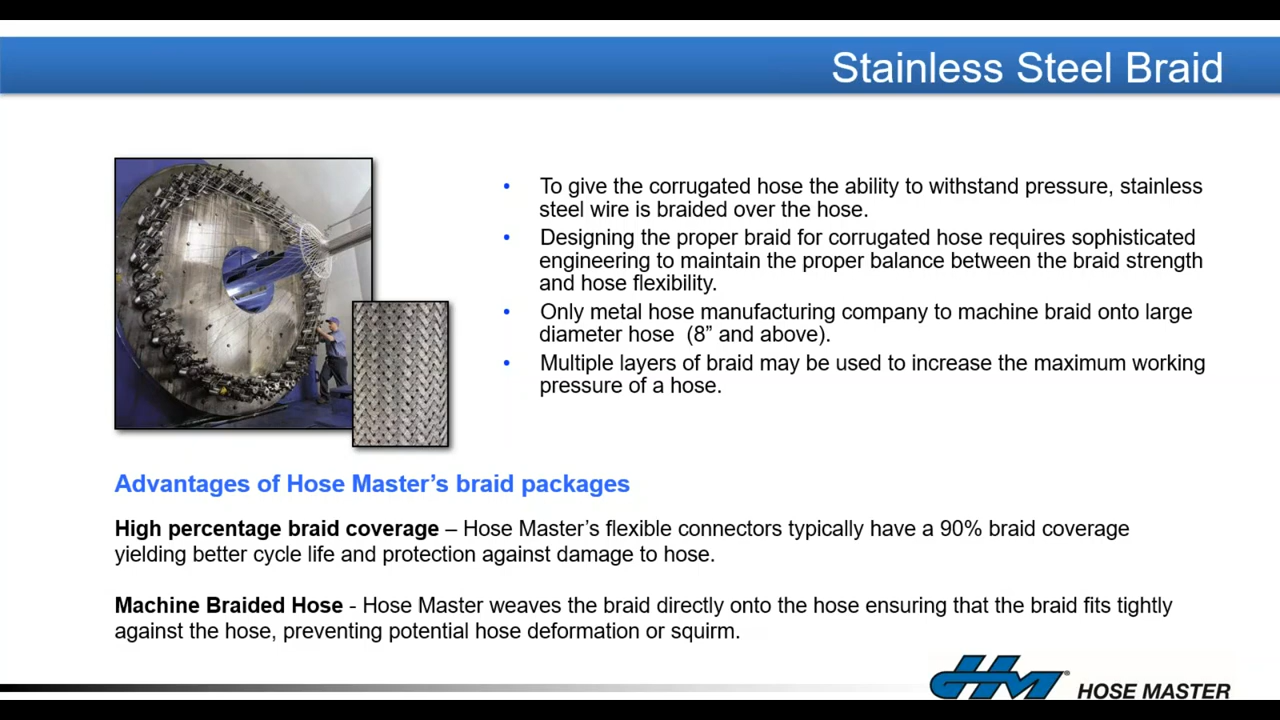 Stainless Steel Braid
• To give the corrugated hose the ability to withstand pressure, stainless
steel wire is braided over the hose.
• Designing the proper braid for corrugated hose requires sophisticated
engineering to maintain the proper balance between the braid strength
and hose flexibility.
• Only metal hose manufacturing company to machine braid onto large
diameter hose  (8” and above).
• Multiple layers of braid may be used to increase the maximum working
pressure of a hose.
Advantages of Hose Master’s braid packages
High percentage braid coverage – Hose Master’s flexible connectors typically have a 90% braid coverage
yielding better cycle life and protection against damage to hose.
Machine Braided Hose - Hose Master weaves the braid directly onto the hose ensuring that the braid fits tightly
against the hose, preventing potential hose deformation or squirm.
HM® HOSE MASTER